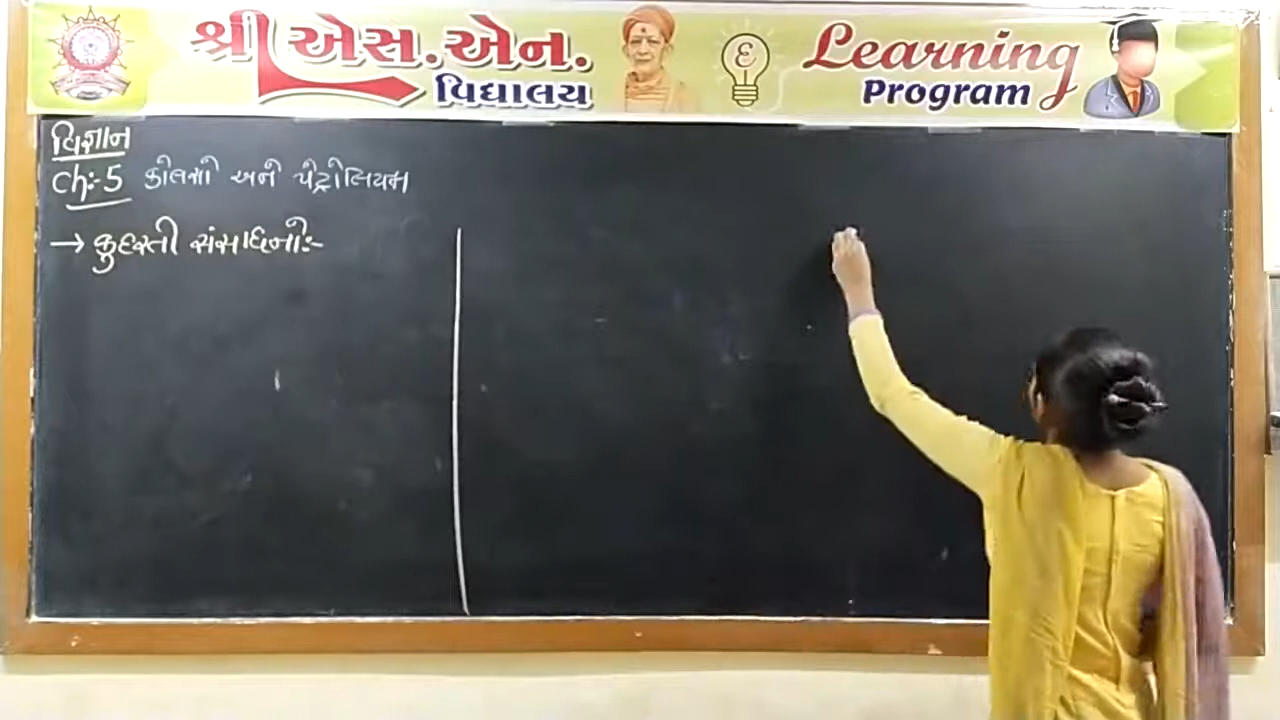 શ્રી એસ.એન.
વિદ્યાલય
ε
Learning
Program
વિજ્ઞાન
Ch:-5 કોલસો અને પેટ્રોલિયમ
→ કુદરતી સંસાધનો:-